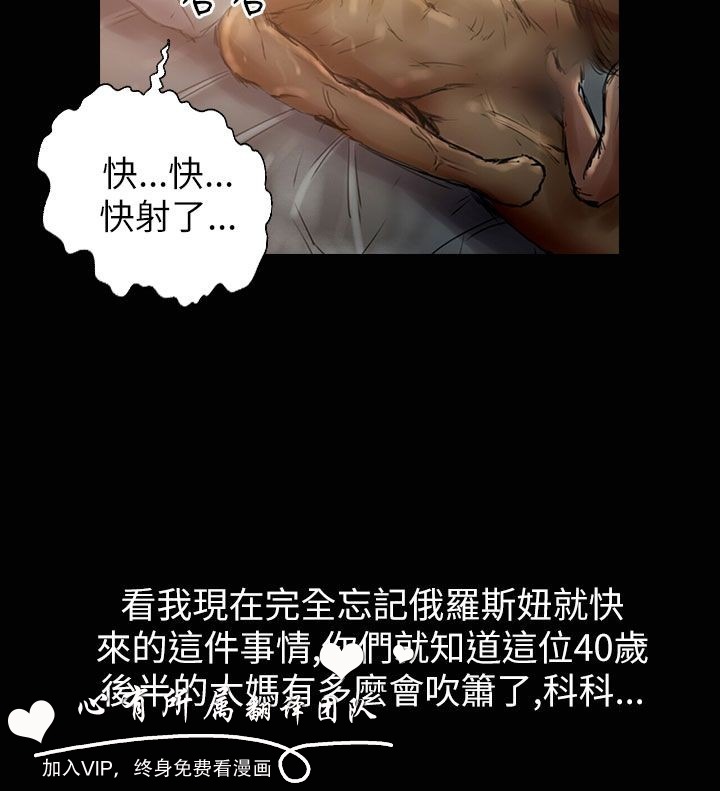 快...快...
快射了...
看我現在完全忘記俄羅斯妞就快
來的這件事情,你們就知道這位40歲
後半的大媽有多麼會吹簫了,科科...
心有所属翻译团队
加入VIP，终身免费看漫画